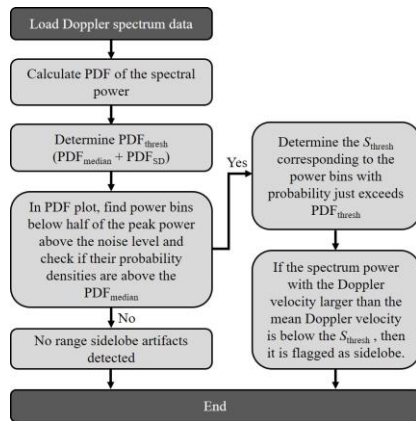 Load Doppler spectrum data
Calculate PDF of the spectral
power
Determine PDFthresh
(PDFmedian + PDFSD)
In PDF plot, find power bins
below half of the peak power
above the noise level and
check if their probability
densities are above the
PDFmedian
No
No range sidelobe artifacts
detected
Yes
Determine the Sthresh
corresponding to the
power bins with
probability just exceeds
PDFthresh
If the spectrum power
with the Doppler
velocity larger than the
mean Doppler velocity
is below the Sthresh , then
it is flagged as sidelobe.
End